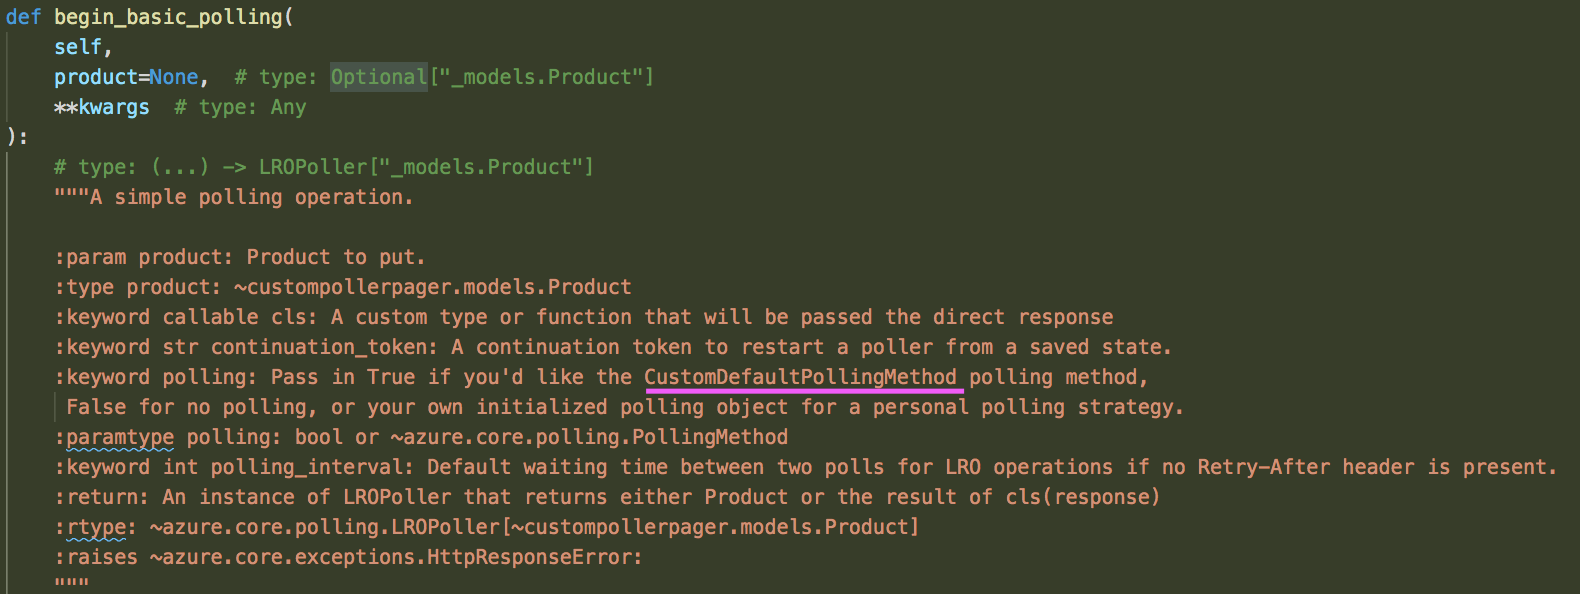 def begin_basic_polling(
    self,
    product=None,  # type: Optional["_models.Product"]
    **kwargs  # type: Any
):
    # type: (...) -> LROPoller["_models.Product"]
    """A simple polling operation.

    :param product: Product to put.
    :type product: ~custompollerpager.models.Product
    :keyword callable cls: A custom type or function that will be passed the direct response
    :keyword str continuation_token: A continuation token to restart a poller from a saved state.
    :keyword polling: Pass in True if you'd like the CustomDefaultPollingMethod polling method,
     False for no polling, or your own initialized polling object for a personal polling strategy.
    :paramtype polling: bool or ~azure.core.polling.PollingMethod
    :keyword int polling_interval: Default waiting time between two polls for LRO operations if no Retry-After header is present.
    :return: An instance of LROPoller that returns either Product or the result of cls(response)
    :rtype: ~azure.core.polling.LROPoller[~custompollerpager.models.Product]
    :raises ~azure.core.exceptions.HttpResponseError:
    """